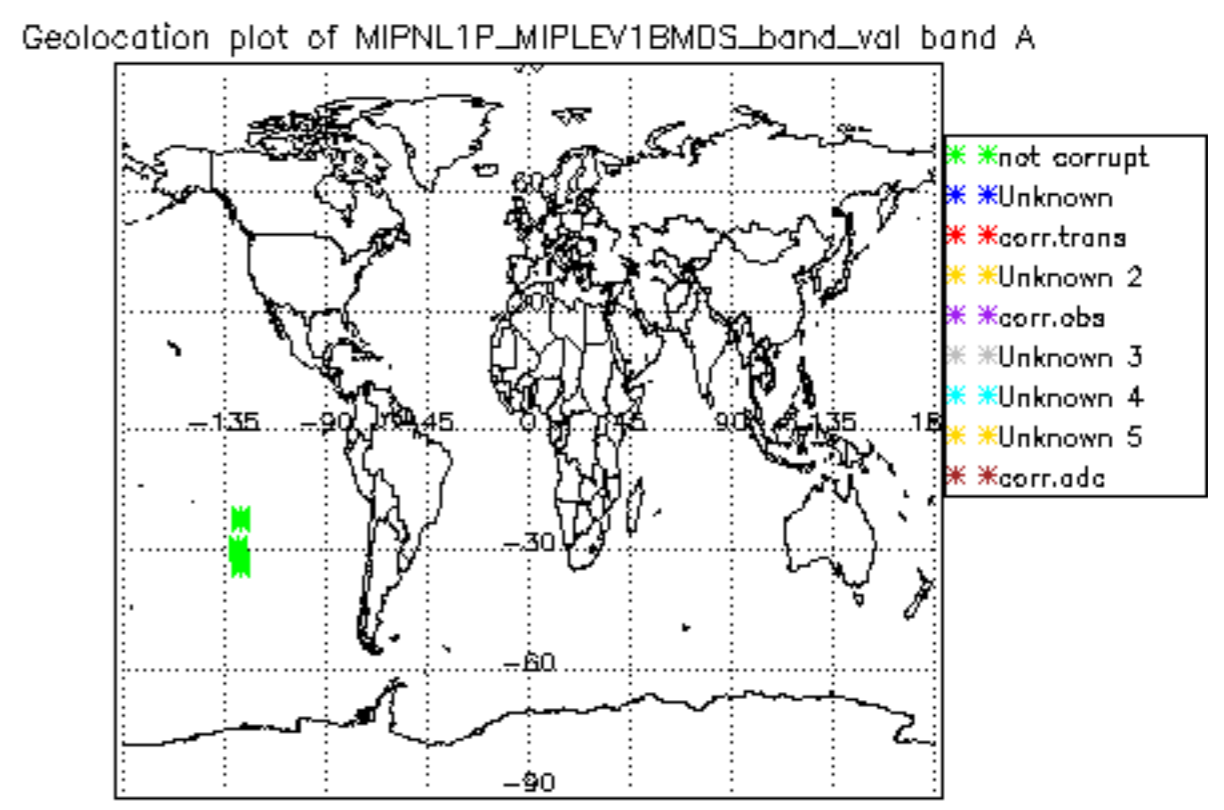 Geolocation plot of MIPNL1P_MIPLEV1BMDS_band_val band A
not corrupt
Unknown
corr.trans
Unknown 2
corr.obs
Unknown 3
Unknown 4
Unknown 5
corr.adc
60
-135 -90 45 0 45 90 135
-30
-60
-90